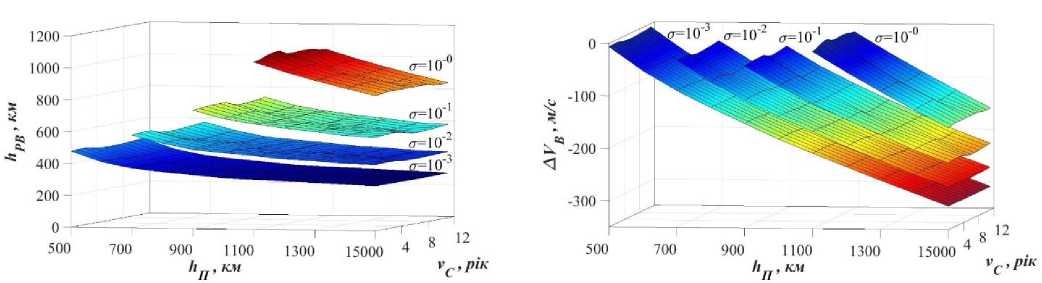 1200
1000
800
600
400
200
0
h_РВ, км
σ=10⁻⁰
σ=10⁻¹
σ=10⁻²
σ=10⁻³
500 700 900 1100 1300 15000
4 8 12
h_П, км
ν_C, рік
0
-100
-200
-300
ΔV_В, м/с
σ=10⁻³ σ=10⁻² σ=10⁻¹ σ=10⁻⁰
500 700 900 1100 1300 15000
4 8 12
h_П, км
ν_C, рік